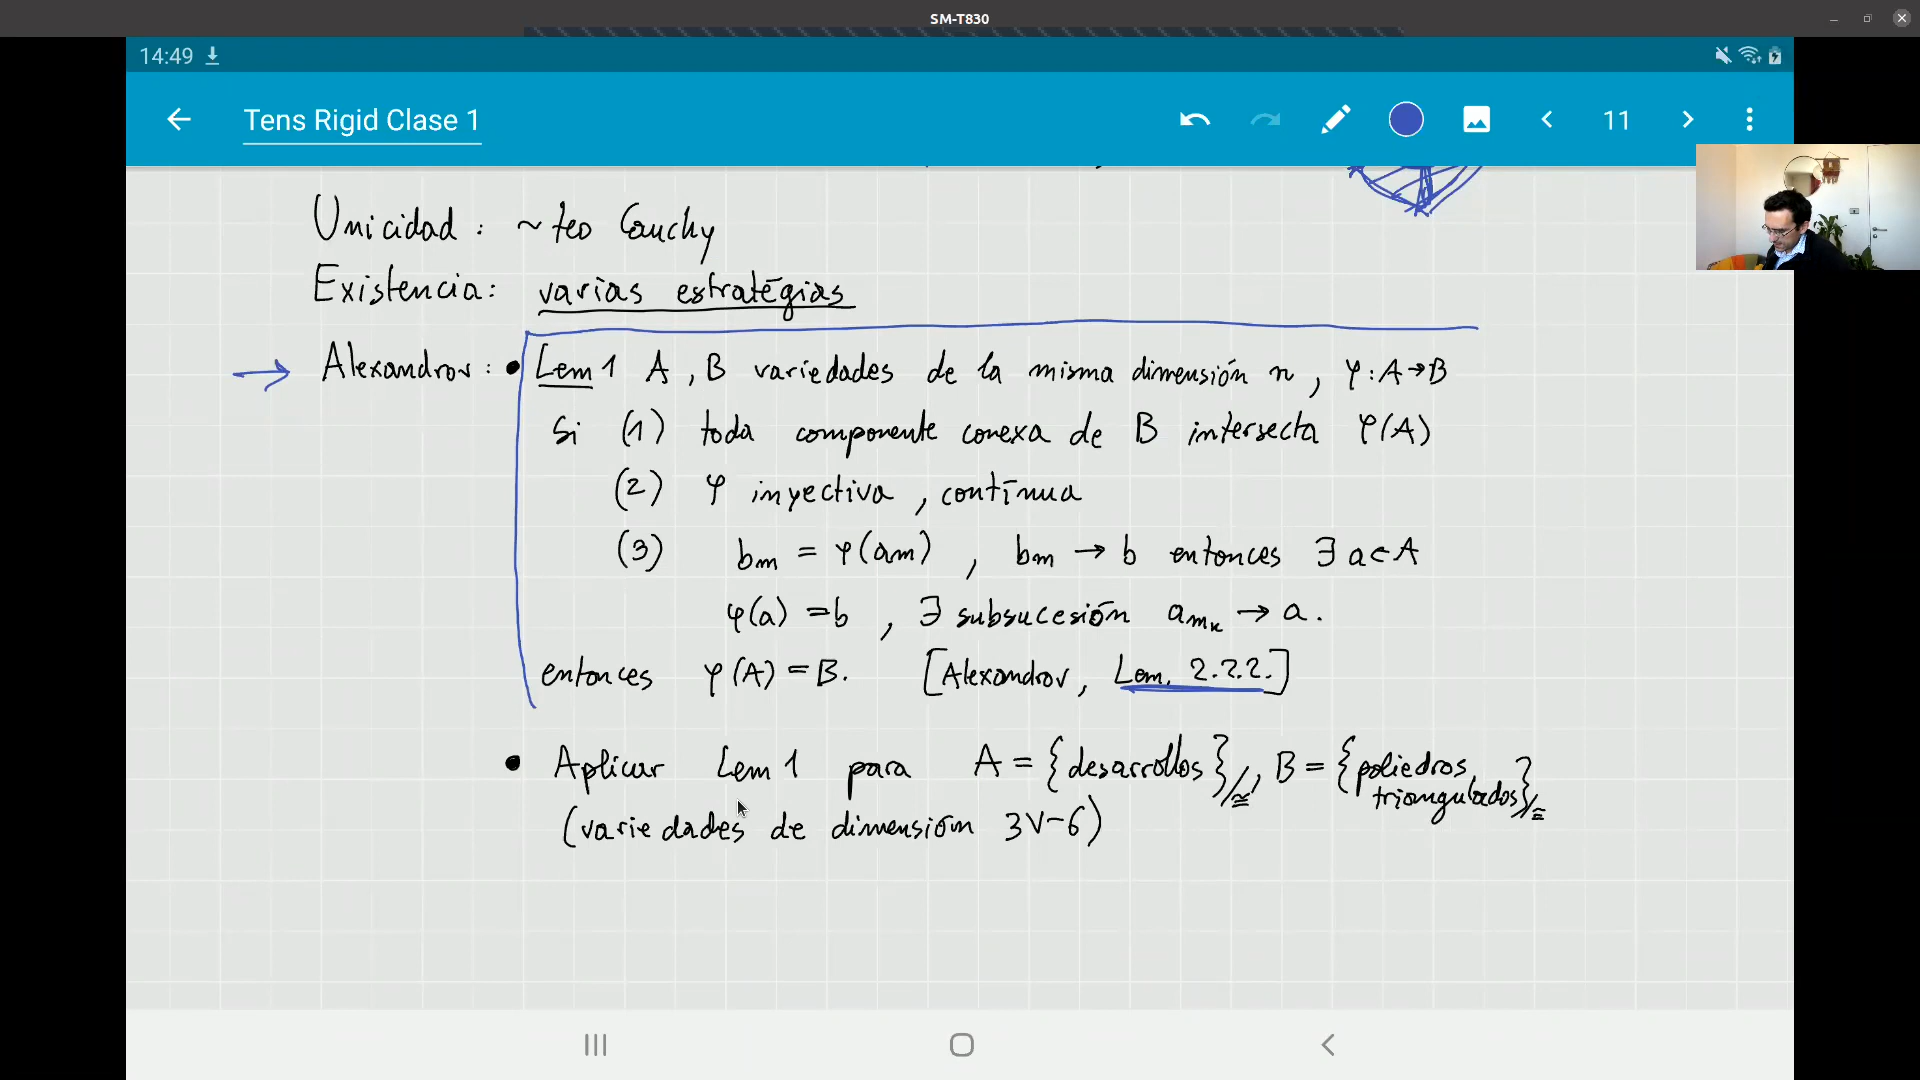 SM-T830
14:49
Tens Rigid Clase 1
11
Unicidad : ~ teo Cauchy
Existencia: varias estratégias
→ Alexandrov : • Lem 1 A , B variedades de la misma dimensión n , φ : A → B
Si (1) toda componente conexa de B intersecta φ(A)
(2) φ inyectiva , contínua
(3) bm = φ(am) , bm → b entonces ∃ a ∈ A
φ(a) = b , ∃ subsucesión amk → a .
entonces φ(A) = B. [Alexandrov, Lem. 2.2.2.]
• Aplicar Lem 1 para A = {desarrollos}/≅ , B = {poliedros triangulados}/≅
(variedades de dimensión 3V-6)